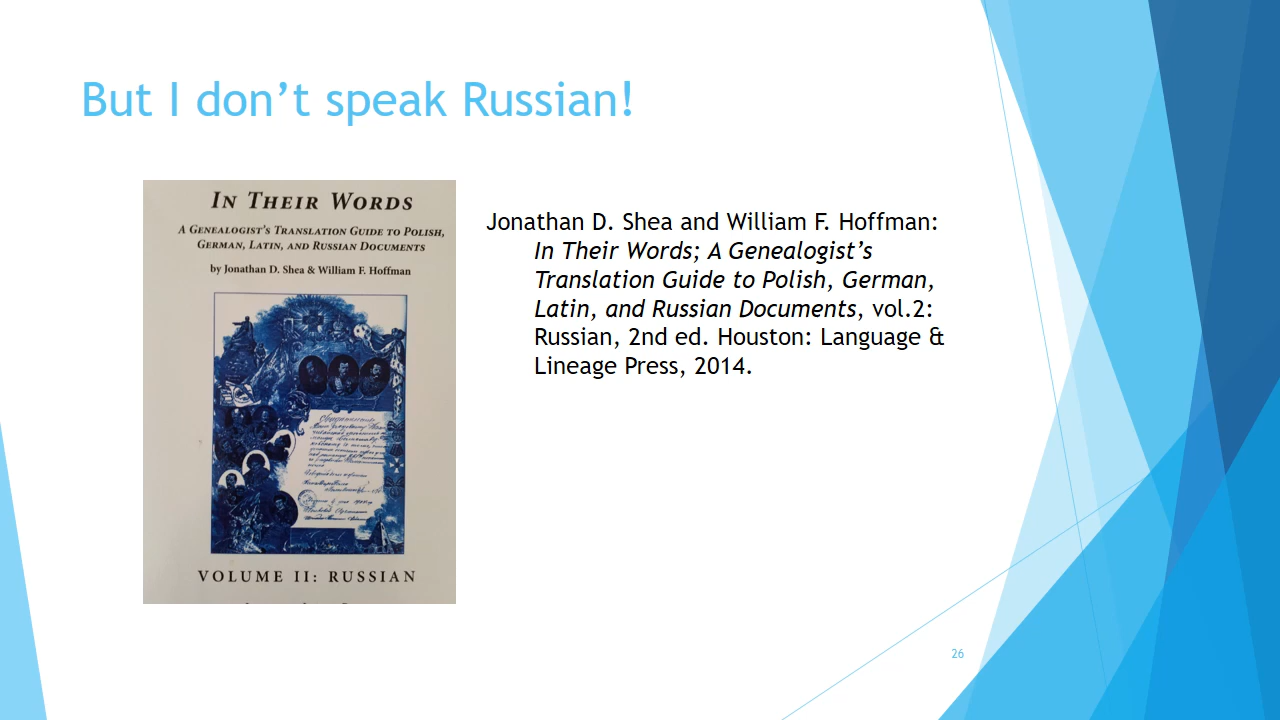 But I don’t speak Russian!
IN THEIR WORDS
A GENEALOGIST’S TRANSLATION GUIDE TO POLISH,
GERMAN, LATIN, AND RUSSIAN DOCUMENTS
by Jonathan D. Shea & William F. Hoffman
VOLUME II: RUSSIAN
Jonathan D. Shea and William F. Hoffman:
In Their Words; A Genealogist’s
Translation Guide to Polish, German,
Latin, and Russian Documents, vol.2:
Russian, 2nd ed. Houston: Language &
Lineage Press, 2014.
26